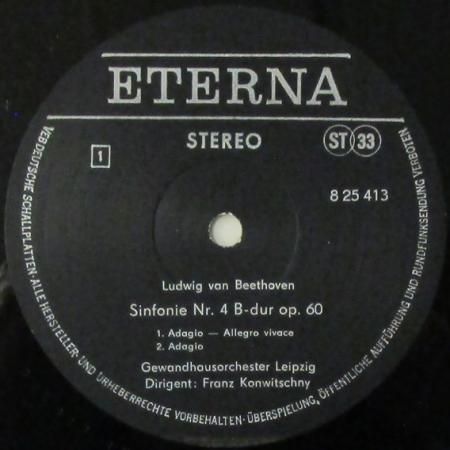 ETERNA
STEREO
ST 33
1
8 25 413
Ludwig van Beethoven
Sinfonie Nr. 4 B-dur op. 60
1. Adagio — Allegro vivace
2. Adagio
Gewandhausorchester Leipzig
Dirigent: Franz Konwitschny
VEB DEUTSCHE SCHALLPLATTEN · ALLE HERSTELLER- UND URHEBERRECHTE VORBEHALTEN · ÜBERSPIELUNG, ÖFFENTLICHE AUFFÜHRUNG UND RUNDFUNKSENDUNG VERBOTEN